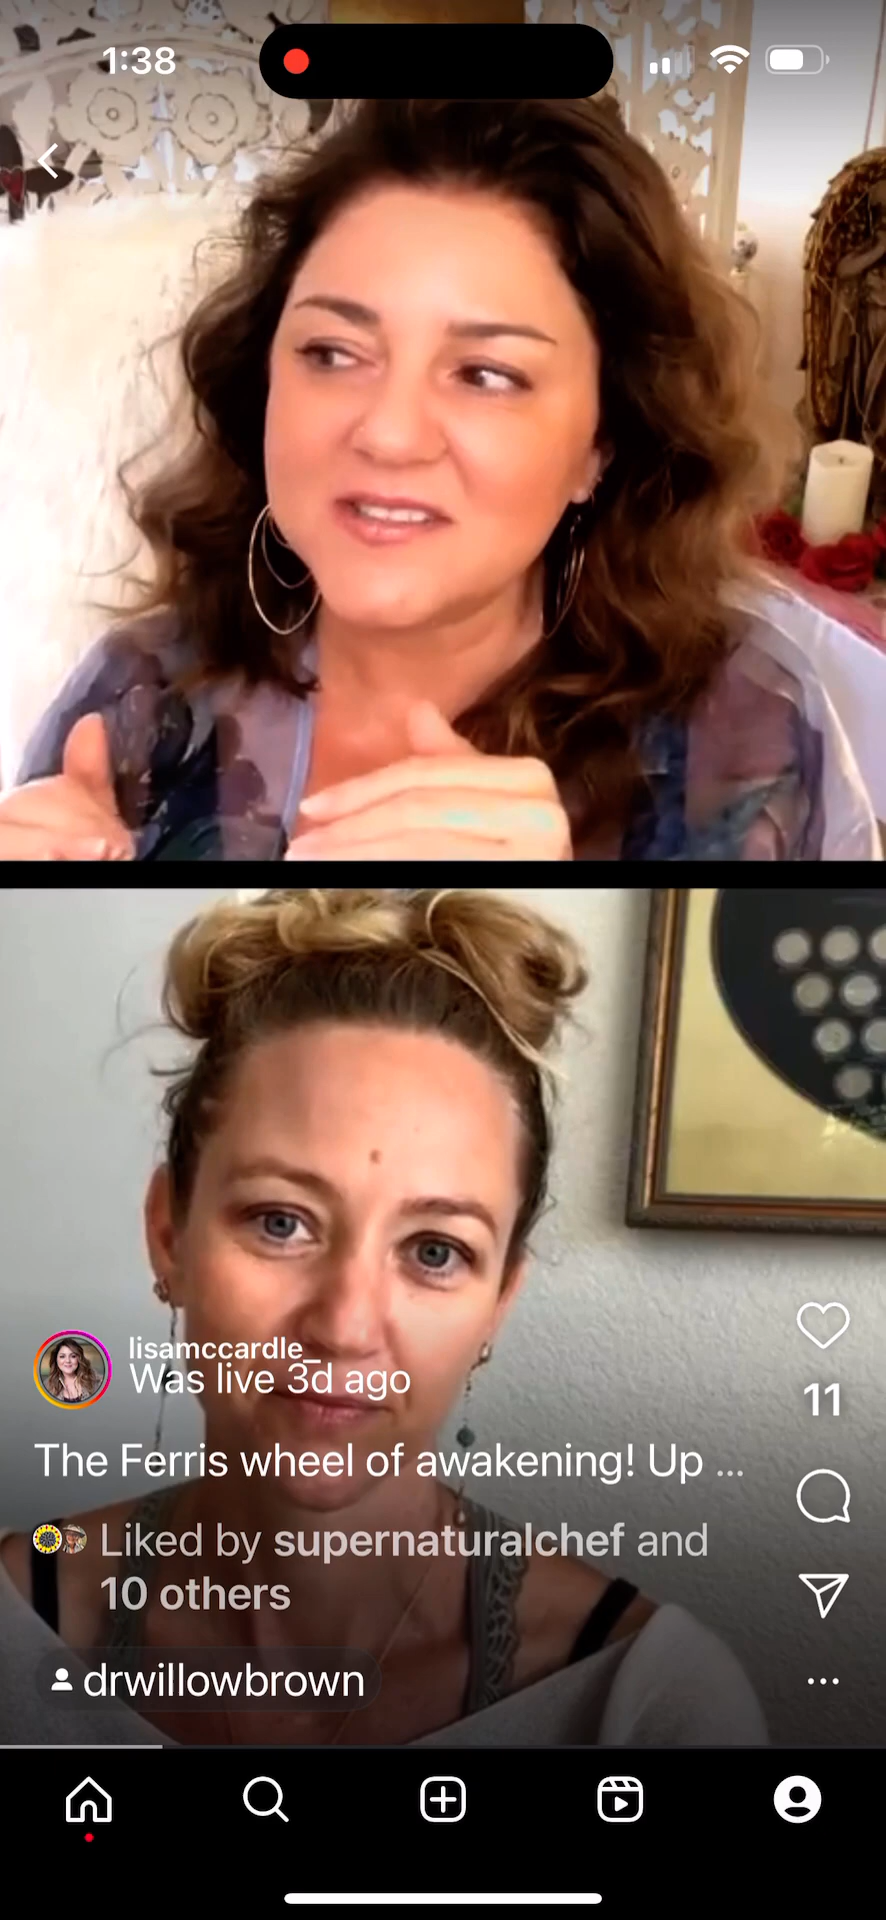 1:38
lisamccardle_
Was live 3d ago
11
The Ferris wheel of awakening! Up ...
Liked by supernaturalchef and
10 others
drwillowbrown